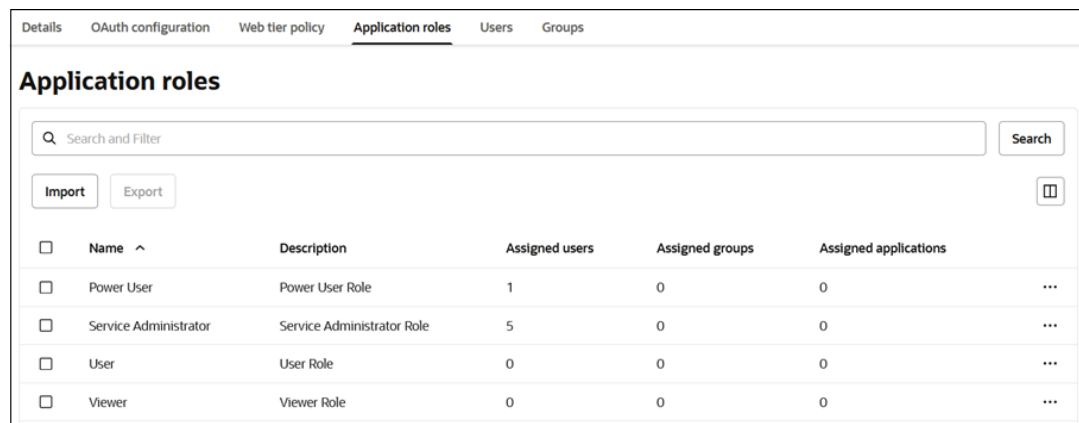 Details OAuth configuration Web tier policy Application roles Users Groups
Application roles
Search and Filter Search
Import Export
Name Description Assigned users Assigned groups Assigned applications
Power User Power User Role 1 0 0 ...
Service Administrator Service Administrator Role 5 0 0 ...
User User Role 0 0 0 ...
Viewer Viewer Role 0 0 0 ...